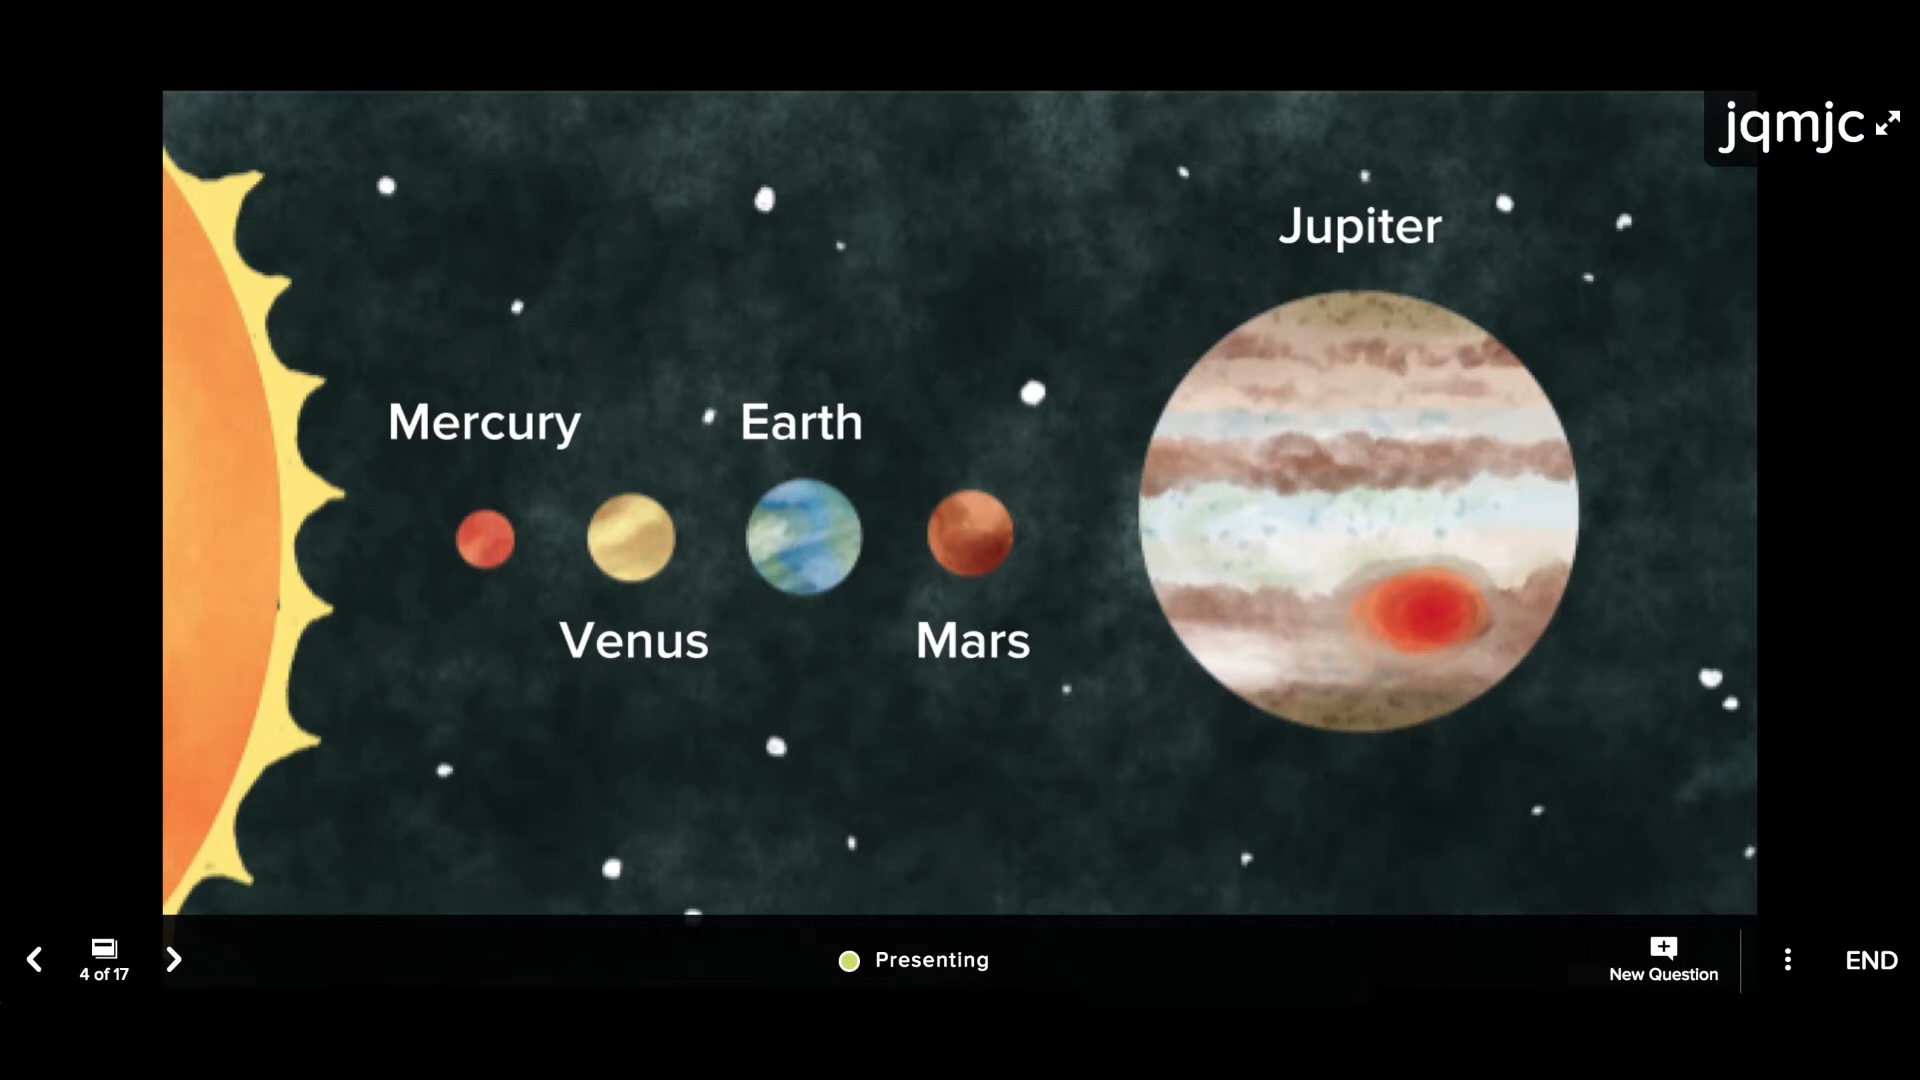 jqmjc
Jupiter
Mercury
Earth
Venus
Mars
4 of 17
Presenting
New Question
END